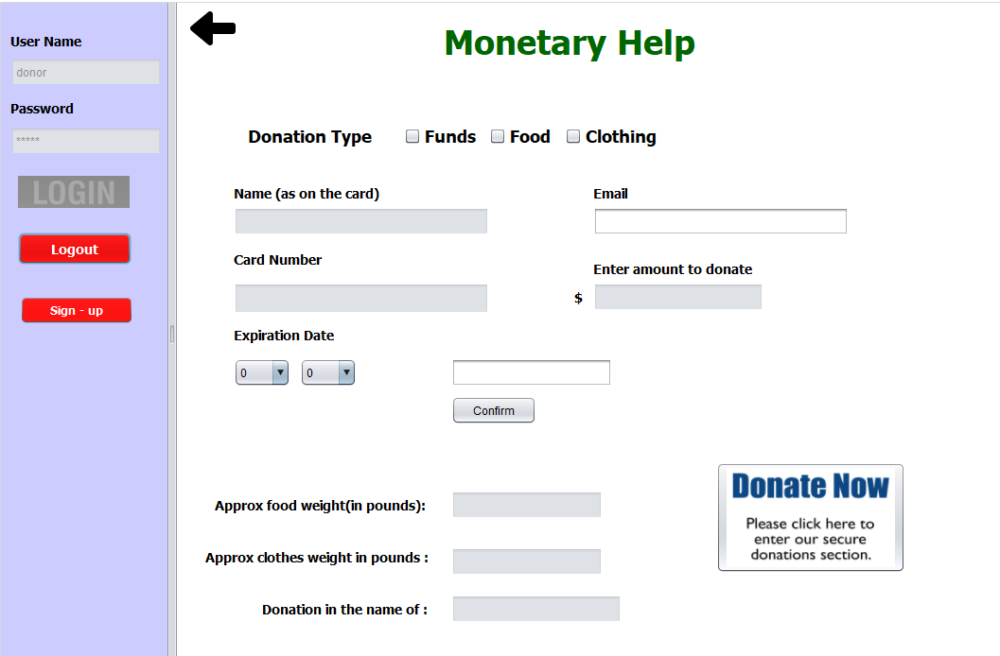 User Name
donor
Password
*****
LOGIN
Logout
Sign - up
Monetary Help
Donation Type Funds Food Clothing
Name (as on the card) Email
Card Number
Enter amount to donate
$
Expiration Date
0 0
Confirm
Approx food weight(in pounds):
Approx clothes weight in pounds :
Donation in the name of :
Donate Now
Please click here to
enter our secure
donations section.